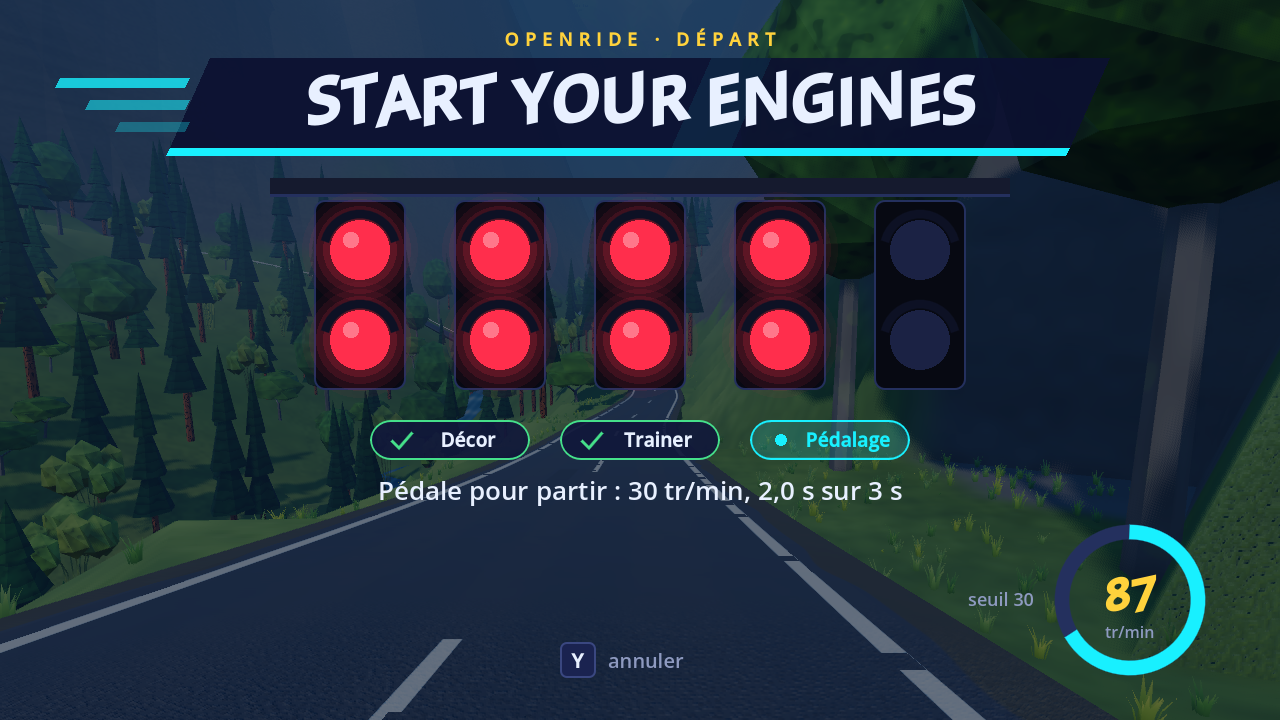 OPENRIDE · DÉPART
START YOUR ENGINES
Décor
Trainer
Pédalage
Pédale pour partir : 30 tr/min, 2,0 s sur 3 s
seuil 30
87
tr/min
Y annuler